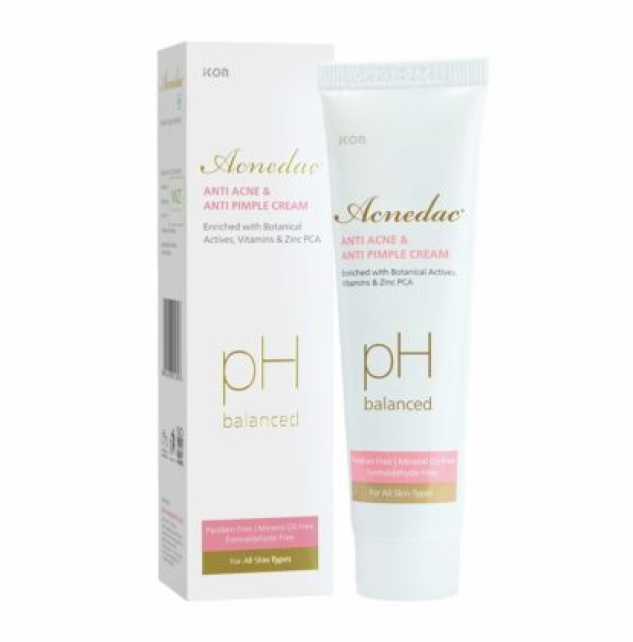 ICON
Acnedac
ANTI ACNE &
ANTI PIMPLE CREAM
Enriched with Botanical
Actives, Vitamins & Zinc PCA
pH
balanced
Paraben Free | Mineral Oil Free
Formaldehyde Free
For All Skin Types
ICON
Acnedac
ANTI ACNE &
ANTI PIMPLE CREAM
Enriched with Botanical Actives,
Vitamins & Zinc PCA
pH
balanced
Paraben Free | Mineral Oil Free
Formaldehyde Free
For All Skin Types